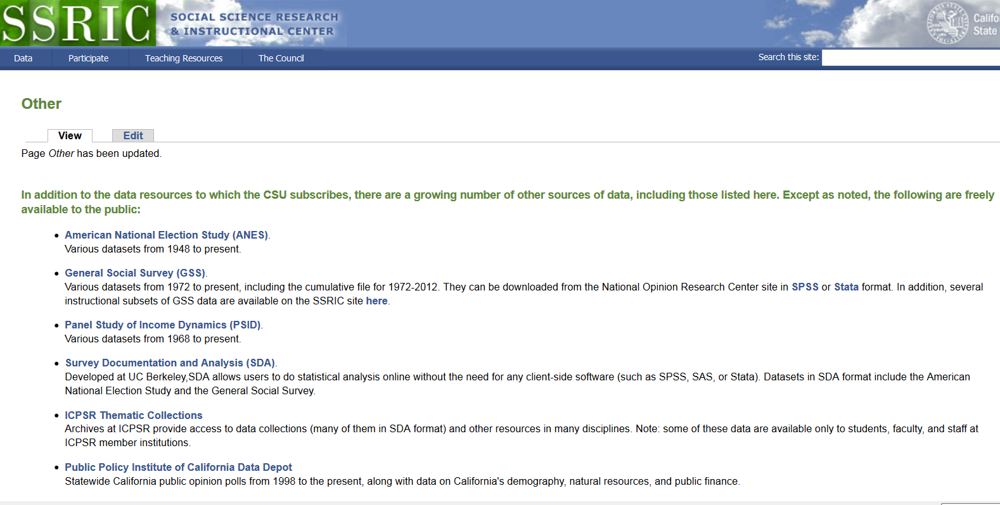 SSRIC
SOCIAL SCIENCE RESEARCH
& INSTRUCTIONAL CENTER
State
Data
Participate
Teaching Resources
The Council
Search this site:
Other
View
Edit
Page Other has been updated.
In addition to the data resources to which the CSU subscribes, there are a growing number of other sources of data, including those listed here. Except as noted, the following are freely
available to the public:
• American National Election Study (ANES).
Various datasets from 1948 to present.
• General Social Survey (GSS).
Various datasets from 1972 to present, including the cumulative file for 1972-2012. They can be downloaded from the National Opinion Research Center site in SPSS or Stata format. In addition, several
instructional subsets of GSS data are available on the SSRIC site here.
• Panel Study of Income Dynamics (PSID).
Various datasets from 1968 to present.
• Survey Documentation and Analysis (SDA).
Developed at UC Berkeley,SDA allows users to do statistical analysis online without the need for any client-side software (such as SPSS, SAS, or Stata). Datasets in SDA format include the American
National Election Study and the General Social Survey.
• ICPSR Thematic Collections
Archives at ICPSR provide access to data collections (many of them in SDA format) and other resources in many disciplines. Note: some of these data are available only to students, faculty, and staff at
ICPSR member institutions.
• Public Policy Institute of California Data Depot
Statewide California public opinion polls from 1998 to the present, along with data on California's demography, natural resources, and public finance.